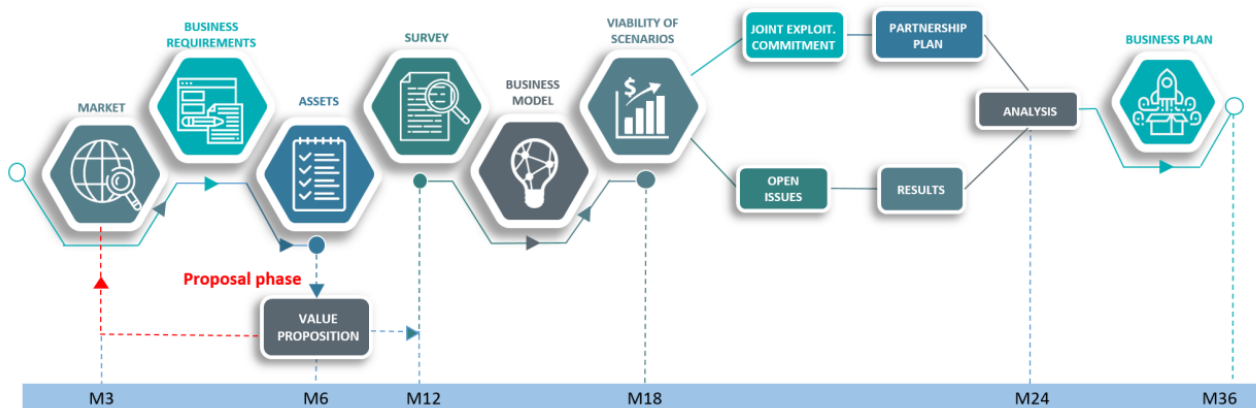 MARKET
BUSINESS
REQUIREMENTS
ASSETS
SURVEY
BUSINESS
MODEL
VIABILITY OF
SCENARIOS
$
JOINT EXPLOIT.
COMMITMENT
PARTNERSHIP
PLAN
OPEN
ISSUES
RESULTS
ANALYSIS
BUSINESS PLAN
Proposal phase
VALUE
PROPOSITION
M3
M6
M12
M18
M24
M36